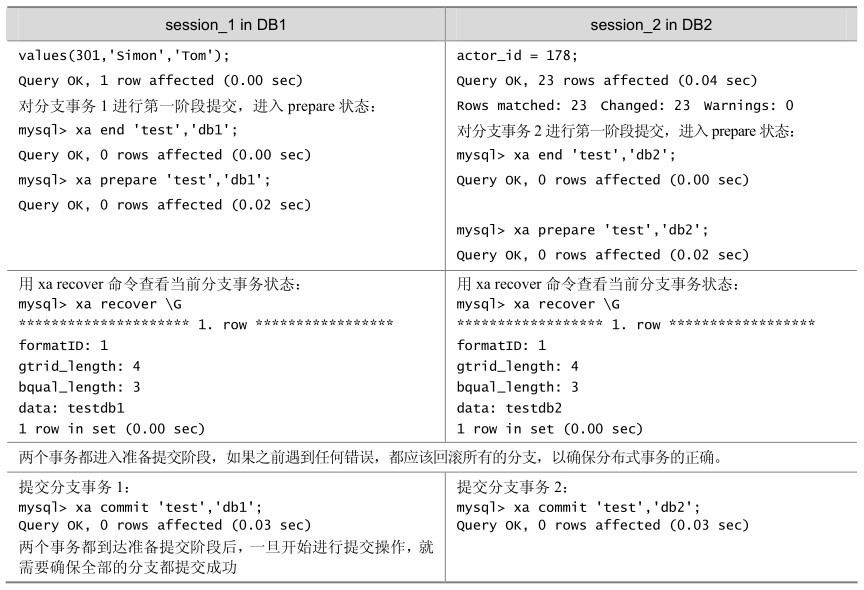 session_1 in DB1
session_2 in DB2
values(301,'Simon','Tom');
Query OK, 1 row affected (0.00 sec)
对分支事务 1 进行第一阶段提交，进入 prepare 状态：
mysql> xa end 'test','db1';
Query OK, 0 rows affected (0.00 sec)
mysql> xa prepare 'test','db1';
Query OK, 0 rows affected (0.02 sec)
actor_id = 178;
Query OK, 23 rows affected (0.04 sec)
Rows matched: 23 Changed: 23 Warnings: 0
对分支事务 2 进行第一阶段提交，进入 prepare 状态：
mysql> xa end 'test','db2';
Query OK, 0 rows affected (0.00 sec)
mysql> xa prepare 'test','db2';
Query OK, 0 rows affected (0.02 sec)
用 xa recover 命令查看当前分支事务状态：
mysql> xa recover \G
********************* 1. row *****************
formatID: 1
gtrid_length: 4
bqual_length: 3
data: testdb1
1 row in set (0.00 sec)
用 xa recover 命令查看当前分支事务状态：
mysql> xa recover \G
****************** 1. row ******************
formatID: 1
gtrid_length: 4
bqual_length: 3
data: testdb2
1 row in set (0.00 sec)
两个事务都进入准备提交阶段，如果之前遇到任何错误，都应该回滚所有的分支，以确保分布式事务的正确。
提交分支事务 1：
mysql> xa commit 'test','db1';
Query OK, 0 rows affected (0.03 sec)
两个事务都到达准备提交阶段后，一旦开始进行提交操作，就
需要确保全部的分支都提交成功
提交分支事务 2：
mysql> xa commit 'test','db2';
Query OK, 0 rows affected (0.03 sec)